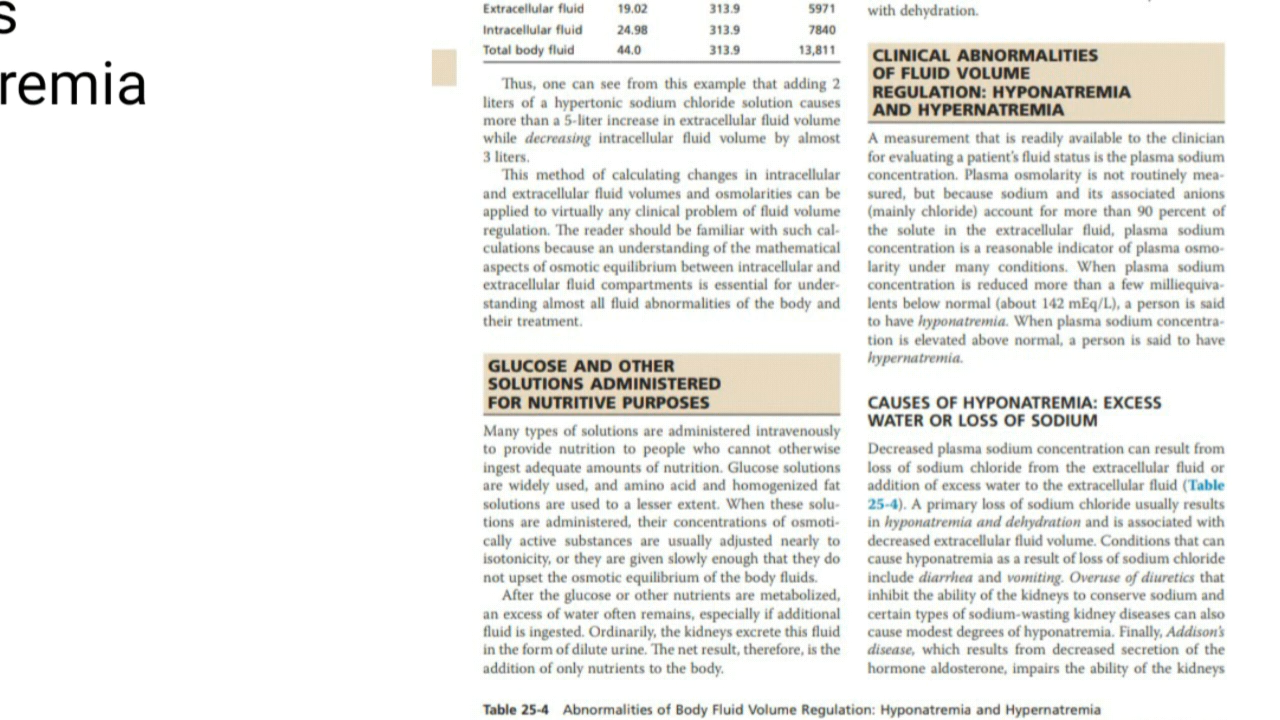 s
remia
Extracellular fluid 19.02 313.9 5971
Intracellular fluid 24.98 313.9 7840
Total body fluid 44.0 313.9 13,811
Thus, one can see from this example that adding 2
liters of a hypertonic sodium chloride solution causes
more than a 5-liter increase in extracellular fluid volume
while decreasing intracellular fluid volume by almost
3 liters.
This method of calculating changes in intracellular
and extracellular fluid volumes and osmolarities can be
applied to virtually any clinical problem of fluid volume
regulation. The reader should be familiar with such cal-
culations because an understanding of the mathematical
aspects of osmotic equilibrium between intracellular and
extracellular fluid compartments is essential for under-
standing almost all fluid abnormalities of the body and
their treatment.
GLUCOSE AND OTHER
SOLUTIONS ADMINISTERED
FOR NUTRITIVE PURPOSES
Many types of solutions are administered intravenously
to provide nutrition to people who cannot otherwise
ingest adequate amounts of nutrition. Glucose solutions
are widely used, and amino acid and homogenized fat
solutions are used to a lesser extent. When these solu-
tions are administered, their concentrations of osmoti-
cally active substances are usually adjusted nearly to
isotonicity, or they are given slowly enough that they do
not upset the osmotic equilibrium of the body fluids.
After the glucose or other nutrients are metabolized,
an excess of water often remains, especially if additional
fluid is ingested. Ordinarily, the kidneys excrete this fluid
in the form of dilute urine. The net result, therefore, is the
addition of only nutrients to the body.
with dehydration.
CLINICAL ABNORMALITIES
OF FLUID VOLUME
REGULATION: HYPONATREMIA
AND HYPERNATREMIA
A measurement that is readily available to the clinician
for evaluating a patient's fluid status is the plasma sodium
concentration. Plasma osmolarity is not routinely mea-
sured, but because sodium and its associated anions
(mainly chloride) account for more than 90 percent of
the solute in the extracellular fluid, plasma sodium
concentration is a reasonable indicator of plasma osmo-
larity under many conditions. When plasma sodium
concentration is reduced more than a few milliequiva-
lents below normal (about 142 mEq/L), a person is said
to have hyponatremia. When plasma sodium concentra-
tion is elevated above normal, a person is said to have
hypernatremia.
CAUSES OF HYPONATREMIA: EXCESS
WATER OR LOSS OF SODIUM
Decreased plasma sodium concentration can result from
loss of sodium chloride from the extracellular fluid or
addition of excess water to the extracellular fluid (Table
25-4). A primary loss of sodium chloride usually results
in hyponatremia and dehydration and is associated with
decreased extracellular fluid volume. Conditions that can
cause hyponatremia as a result of loss of sodium chloride
include diarrhea and vomiting. Overuse of diuretics that
inhibit the ability of the kidneys to conserve sodium and
certain types of sodium-wasting kidney diseases can also
cause modest degrees of hyponatremia. Finally, Addison's
disease, which results from decreased secretion of the
hormone aldosterone, impairs the ability of the kidneys
Table 25-4 Abnormalities of Body Fluid Volume Regulation: Hyponatremia and Hypernatremia